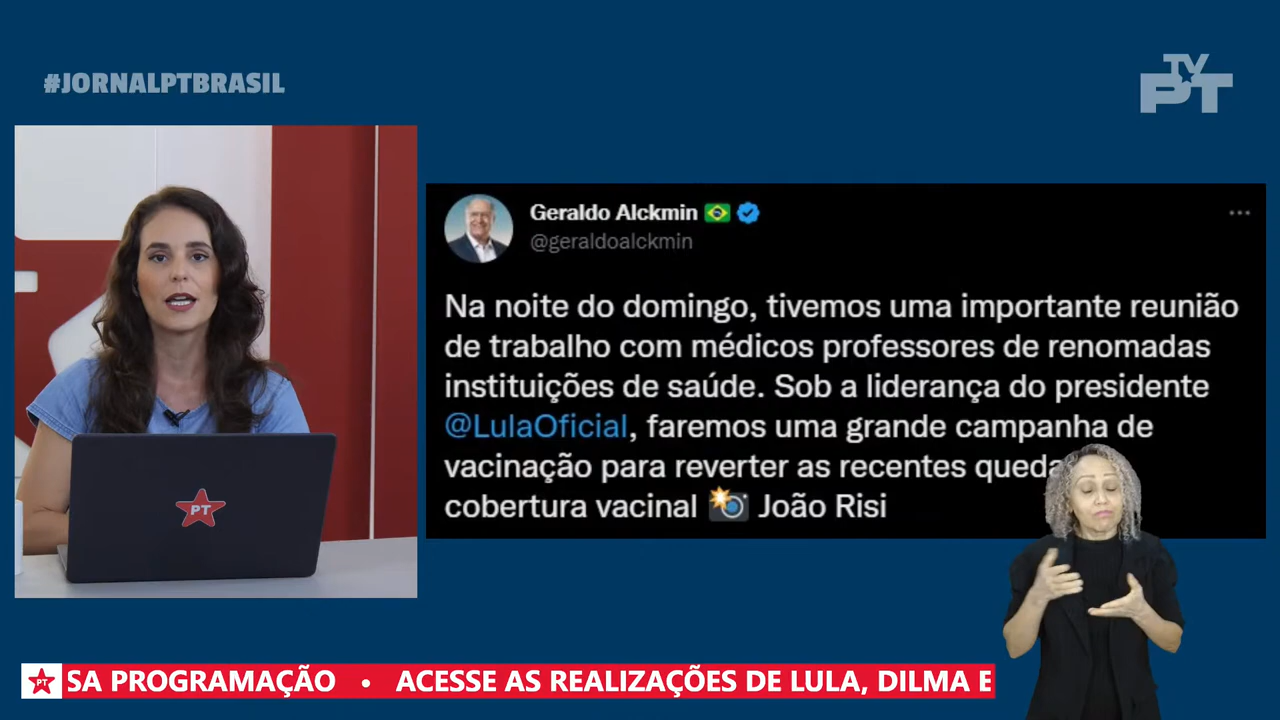 #JORNALPTBRASIL
TV
PT
Geraldo Alckmin
@geraldoalckmin
Na noite do domingo, tivemos uma importante reunião
de trabalho com médicos professores de renomadas
instituições de saúde. Sob a liderança do presidente
@LulaOficial, faremos uma grande campanha de
vacinação para reverter as recentes queda
cobertura vacinal João Risi
PT
PT SA PROGRAMAÇÃO • ACESSE AS REALIZAÇÕES DE LULA, DILMA E